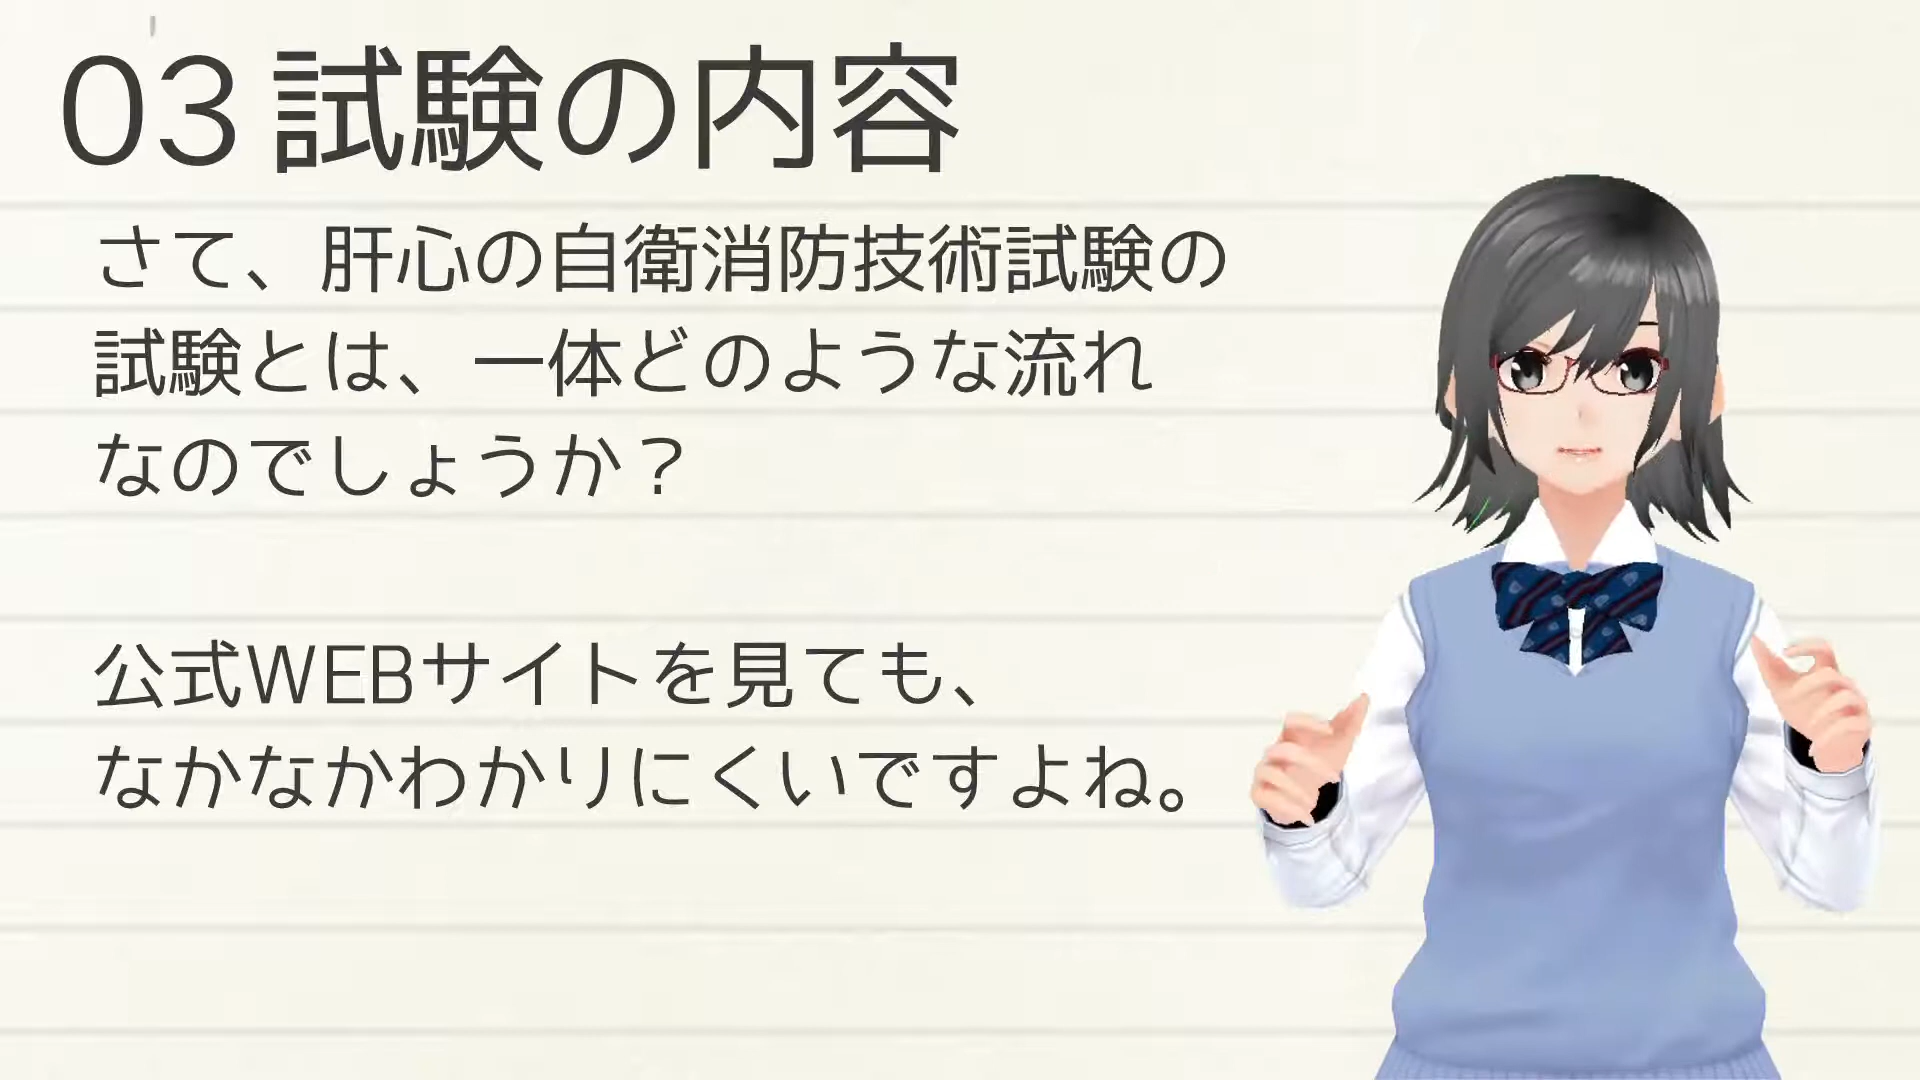 03 試験の内容
さて、肝心の自衛消防技術試験の
試験とは、一体どのような流れ
なのでしょうか？
公式WEBサイトを見ても、
なかなかわかりにくいですよね。